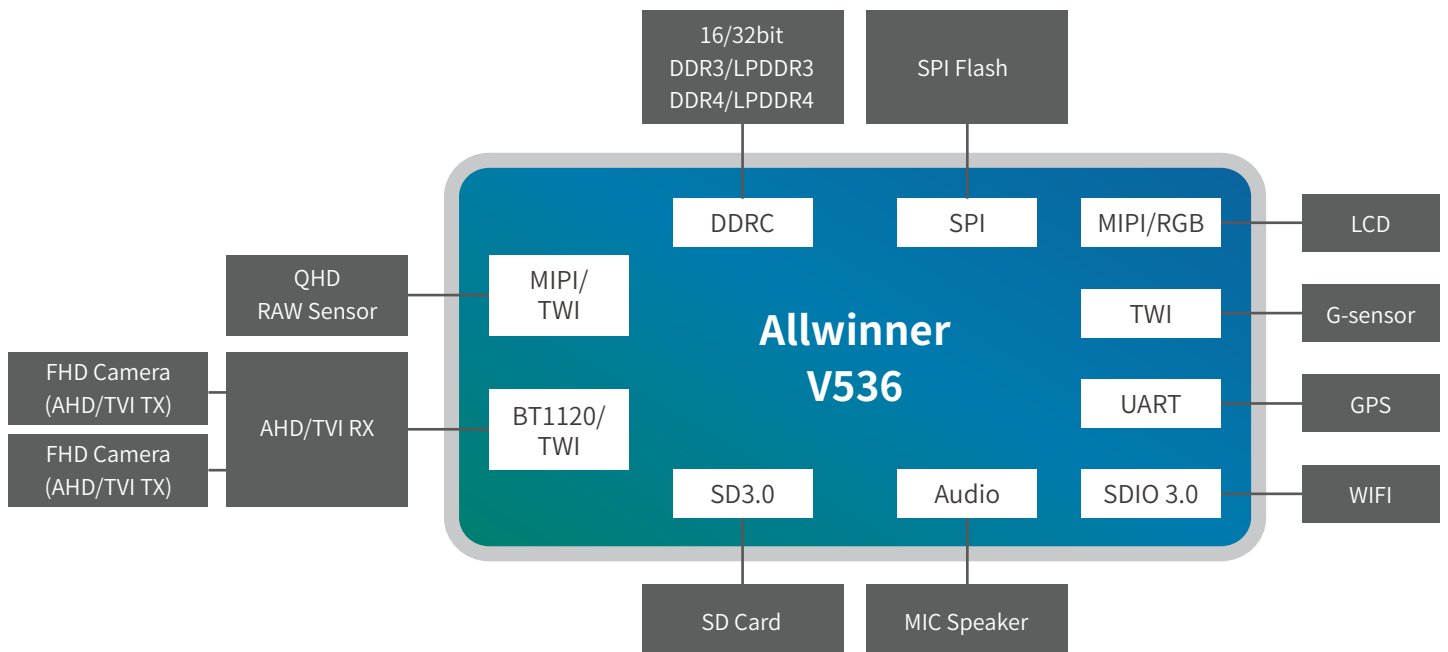 16/32bit
DDR3/LPDDR3
DDR4/LPDDR4
SPI Flash
DDRC
SPI
MIPI/RGB
LCD
QHD
RAW Sensor
MIPI/
TWI
Allwinner
V536
TWI
G-sensor
FHD Camera
(AHD/TVI TX)
FHD Camera
(AHD/TVI TX)
AHD/TVI RX
BT1120/
TWI
UART
GPS
SD3.0
Audio
SDIO 3.0
WIFI
SD Card
MIC Speaker